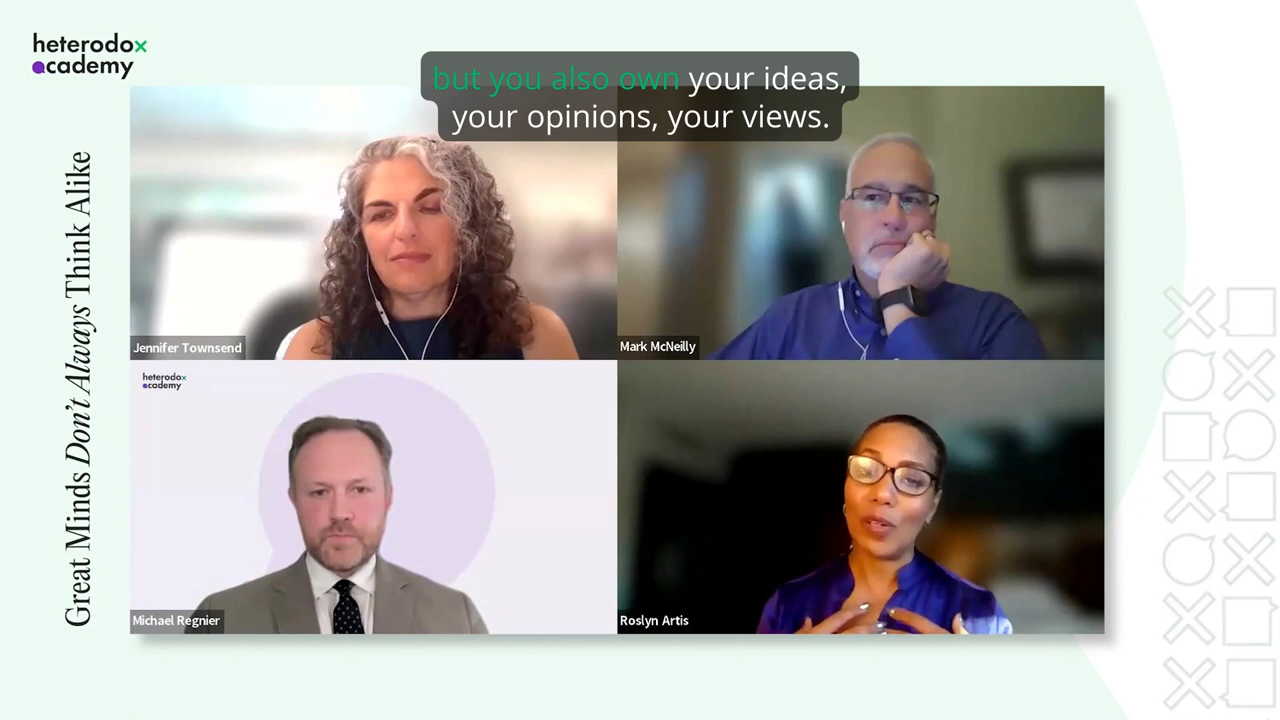 heterodox
academy
but you also own your ideas,
your opinions, your views.
Great Minds Don't Always Think Alike
Jennifer Townsend
Mark McNeilly
heterodox
academy
Michael Regnier
Roslyn Artis